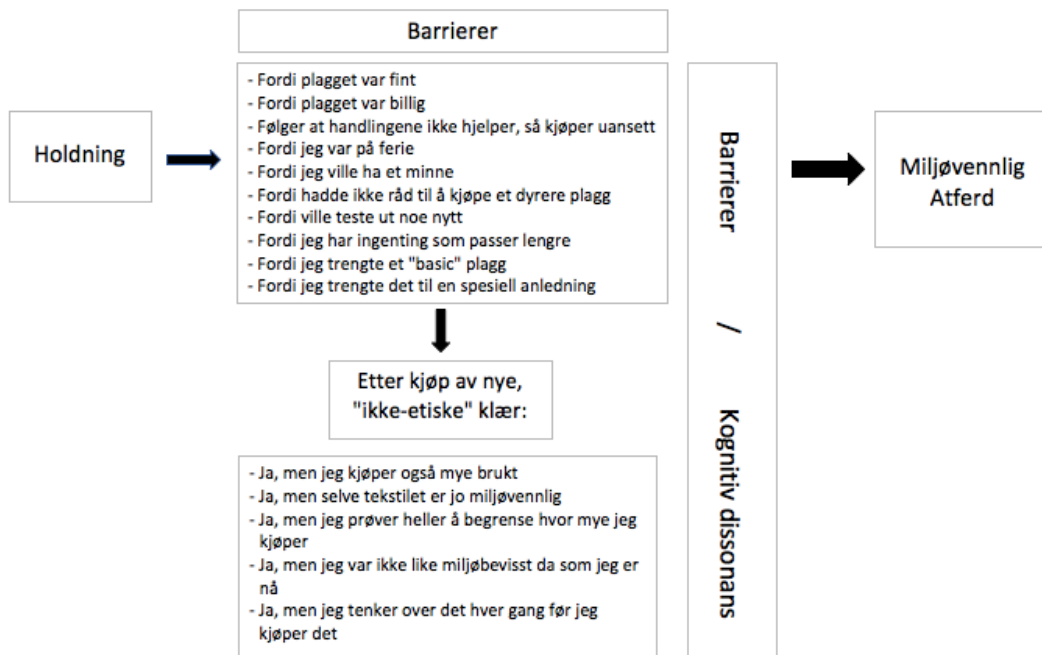 Barrierer
Holdning
- Fordi plagget var fint
- Fordi plagget var billig
- Følger at handlingene ikke hjelper, så kjøper uansett
- Fordi jeg var på ferie
- Fordi jeg ville ha et minne
- Fordi hadde ikke råd til å kjøpe et dyrere plagg
- Fordi ville teste ut noe nytt
- Fordi jeg har ingenting som passer lengre
- Fordi jeg trengte et "basic" plagg
- Fordi jeg trengte det til en spesiell anledning
Etter kjøp av nye,
"ikke-etiske" klær:
- Ja, men jeg kjøper også mye brukt
- Ja, men selve tekstilet er jo miljøvennlig
- Ja, men jeg prøver heller å begrense hvor mye jeg
kjøper
- Ja, men jeg var ikke like miljøbevisst da som jeg er
nå
- Ja, men jeg tenker over det hver gang før jeg
kjøper det
Barrierer / Kognitiv dissonans
Miljøvennlig
Atferd